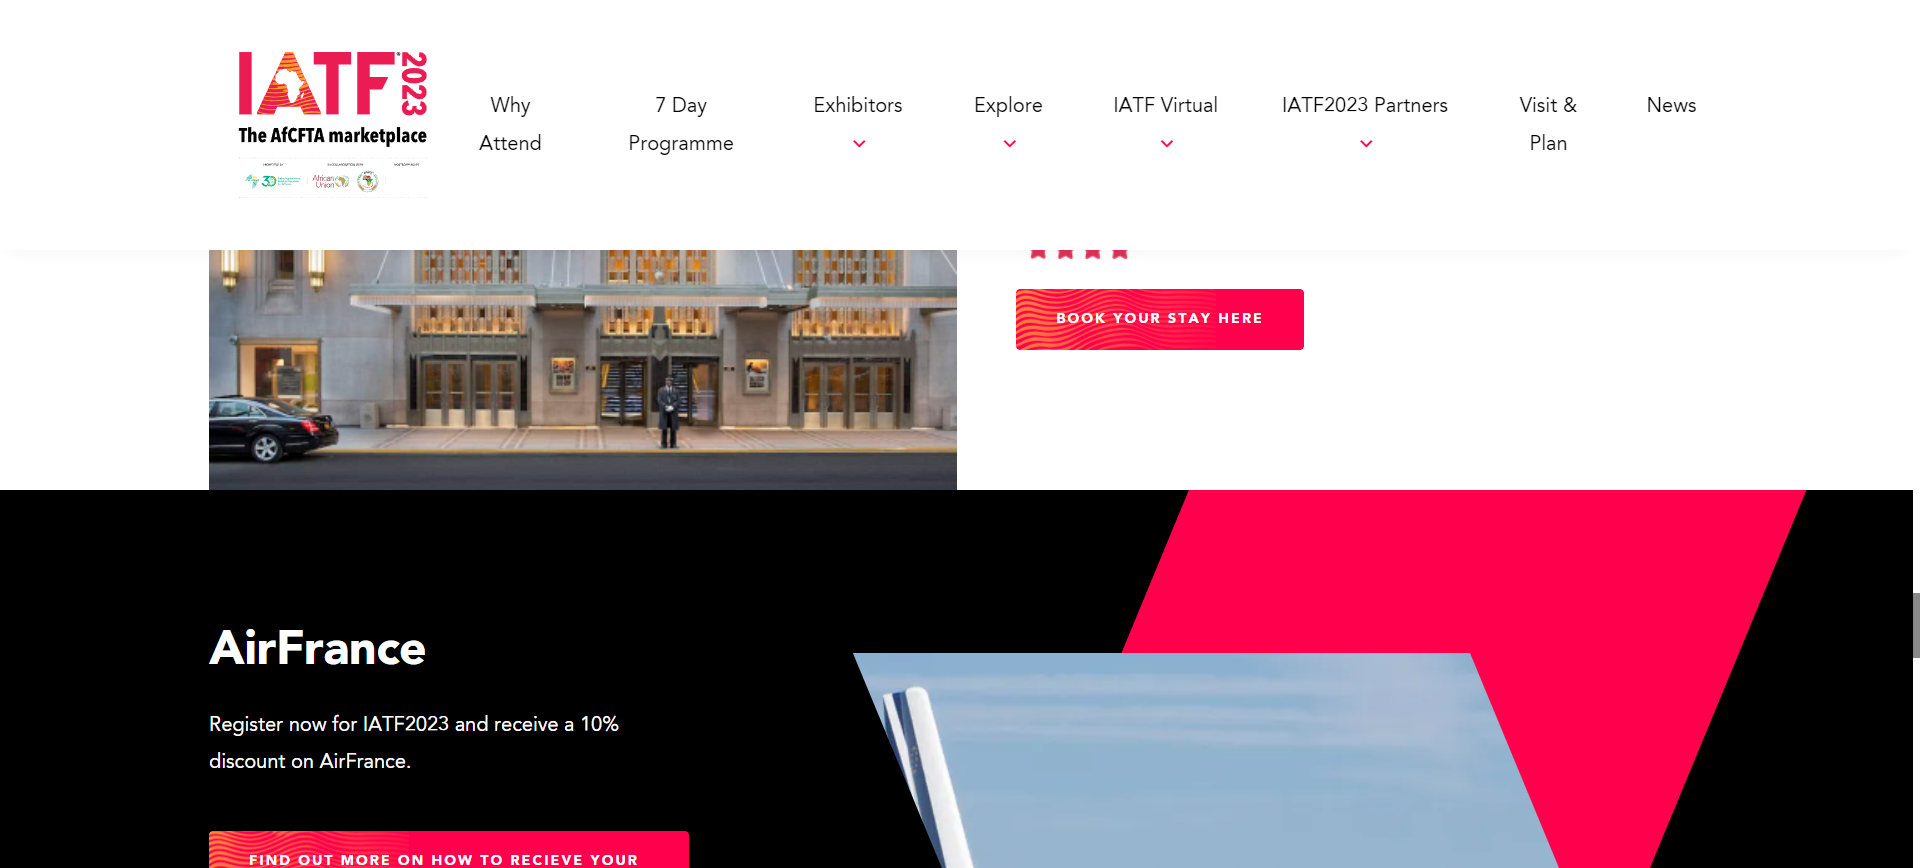 IATF 2023
The AfCFTA marketplace
African
Union
Why
Attend
7 Day
Programme
Exhibitors
Explore
IATF Virtual
IATF2023 Partners
Visit &
Plan
News
BOOK YOUR STAY HERE
AirFrance
Register now for IATF2023 and receive a 10%
discount on AirFrance.
FIND OUT MORE ON HOW TO RECIEVE YOUR